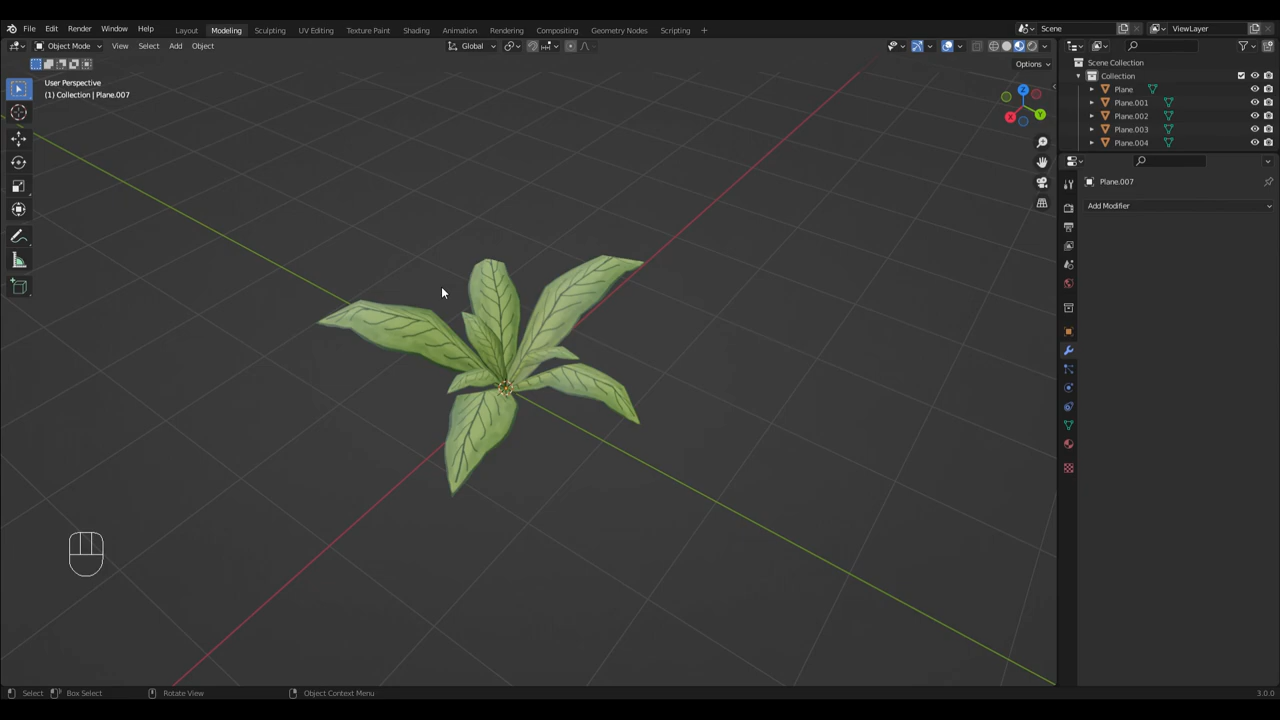 File Edit Render Window Help Layout Modeling Sculpting UV Editing Texture Paint Shading Animation Rendering Compositing Geometry Nodes Scripting + Scene ViewLayer
Object Mode View Select Add Object Global
Options
User Perspective
(1) Collection | Plane.007
Z
Y
X
Scene Collection
Collection
Plane
Plane.001
Plane.002
Plane.003
Plane.004
Plane.007
Add Modifier
Select Box Select Rotate View Object Context Menu 3.0.0